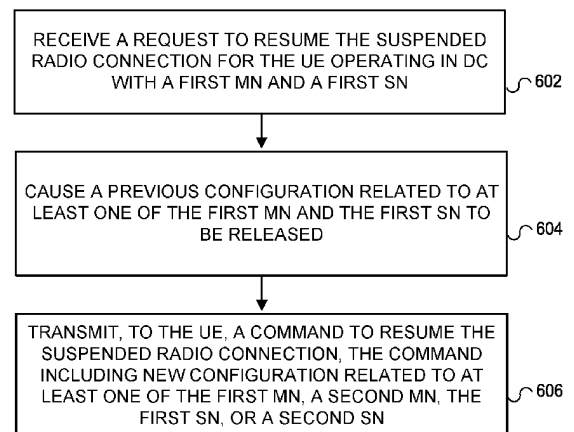 RECEIVE A REQUEST TO RESUME THE SUSPENDED
RADIO CONNECTION FOR THE UE OPERATING IN DC
WITH A FIRST MN AND A FIRST SN
602
CAUSE A PREVIOUS CONFIGURATION RELATED TO AT
LEAST ONE OF THE FIRST MN AND THE FIRST SN TO
BE RELEASED
604
TRANSMIT, TO THE UE, A COMMAND TO RESUME THE
SUSPENDED RADIO CONNECTION, THE COMMAND
INCLUDING NEW CONFIGURATION RELATED TO AT
LEAST ONE OF THE FIRST MN, A SECOND MN, THE
FIRST SN, OR A SECOND SN
606